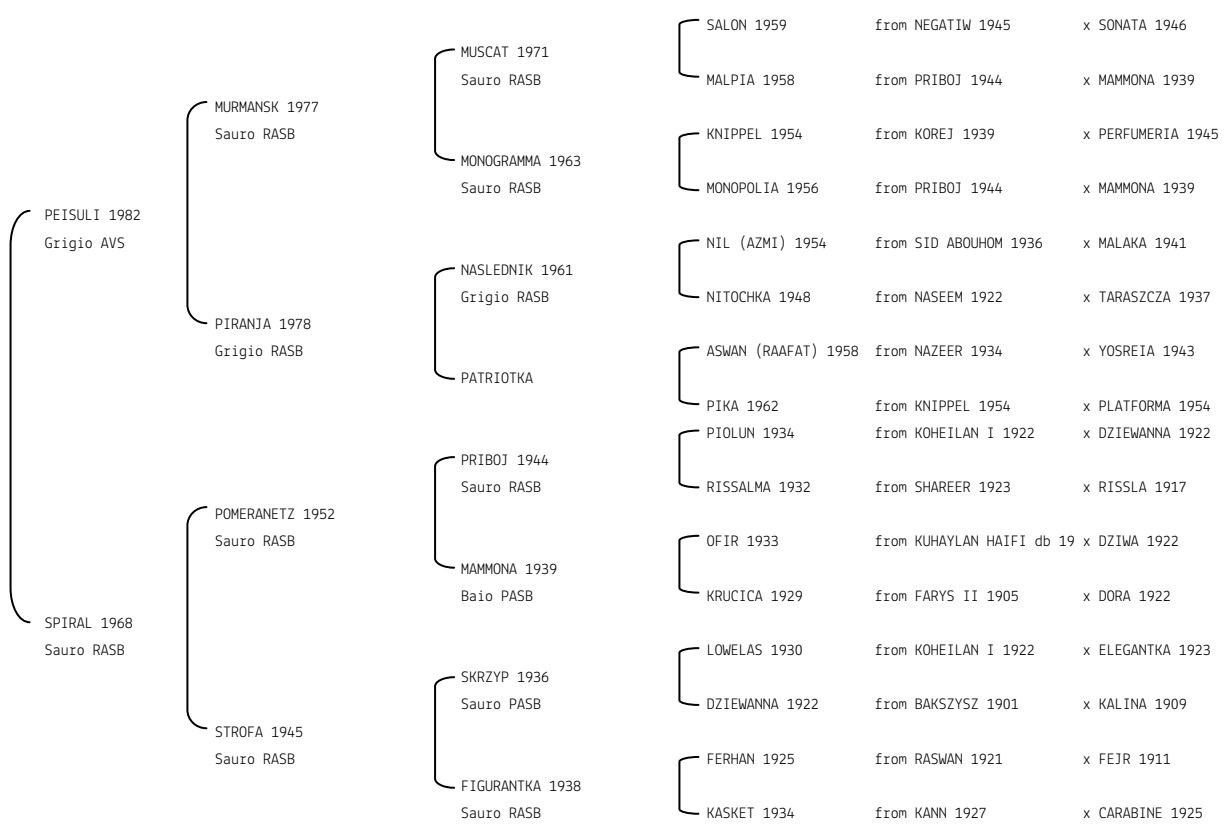 SALON 1959 from NEGATIW 1945 x SONATA 1946
MUSCAT 1971
Sauro RASB
MALPIA 1958 from PRIBOJ 1944 x MAMMONA 1939
MURMANSK 1977
Sauro RASB
KNIPPEL 1954 from KOREJ 1939 x PERFUMERIA 1945
MONOGRAMMA 1963
Sauro RASB
MONOPOLIA 1956 from PRIBOJ 1944 x MAMMONA 1939
PEISULI 1982
Grigio AVS
NIL (AZMI) 1954 from SID ABOUHOM 1936 x MALAKA 1941
NASLEDNIK 1961
Grigio RASB
NITOCHKA 1948 from NASEEM 1922 x TARASZCZA 1937
PIRANJA 1978
Grigio RASB
ASWAN (RAAFAT) 1958 from NAZEER 1934 x YOSREIA 1943
PATRIOTKA
PIKA 1962 from KNIPPEL 1954 x PLATFORMA 1954
PIOLUN 1934 from KOHEILAN I 1922 x DZIEWANNA 1922
PRIBOJ 1944
Sauro RASB
RISSALMA 1932 from SHAREER 1923 x RISSLA 1917
POMERANETZ 1952
Sauro RASB
OFIR 1933 from KUHAYLAN HAIFI db 19 x DZIWA 1922
MAMMONA 1939
Baio PASB
KRUCICA 1929 from FARYS II 1905 x DORA 1922
SPIRAL 1968
Sauro RASB
LOWELAS 1930 from KOHEILAN I 1922 x ELEGANTKA 1923
SKRZYP 1936
Sauro PASB
DZIEWANNA 1922 from BAKSZYSZ 1901 x KALINA 1909
STROFA 1945
Sauro RASB
FERHAN 1925 from RASWAN 1921 x FEJR 1911
FIGURANTKA 1938
Sauro RASB
KASKET 1934 from KANN 1927 x CARABINE 1925